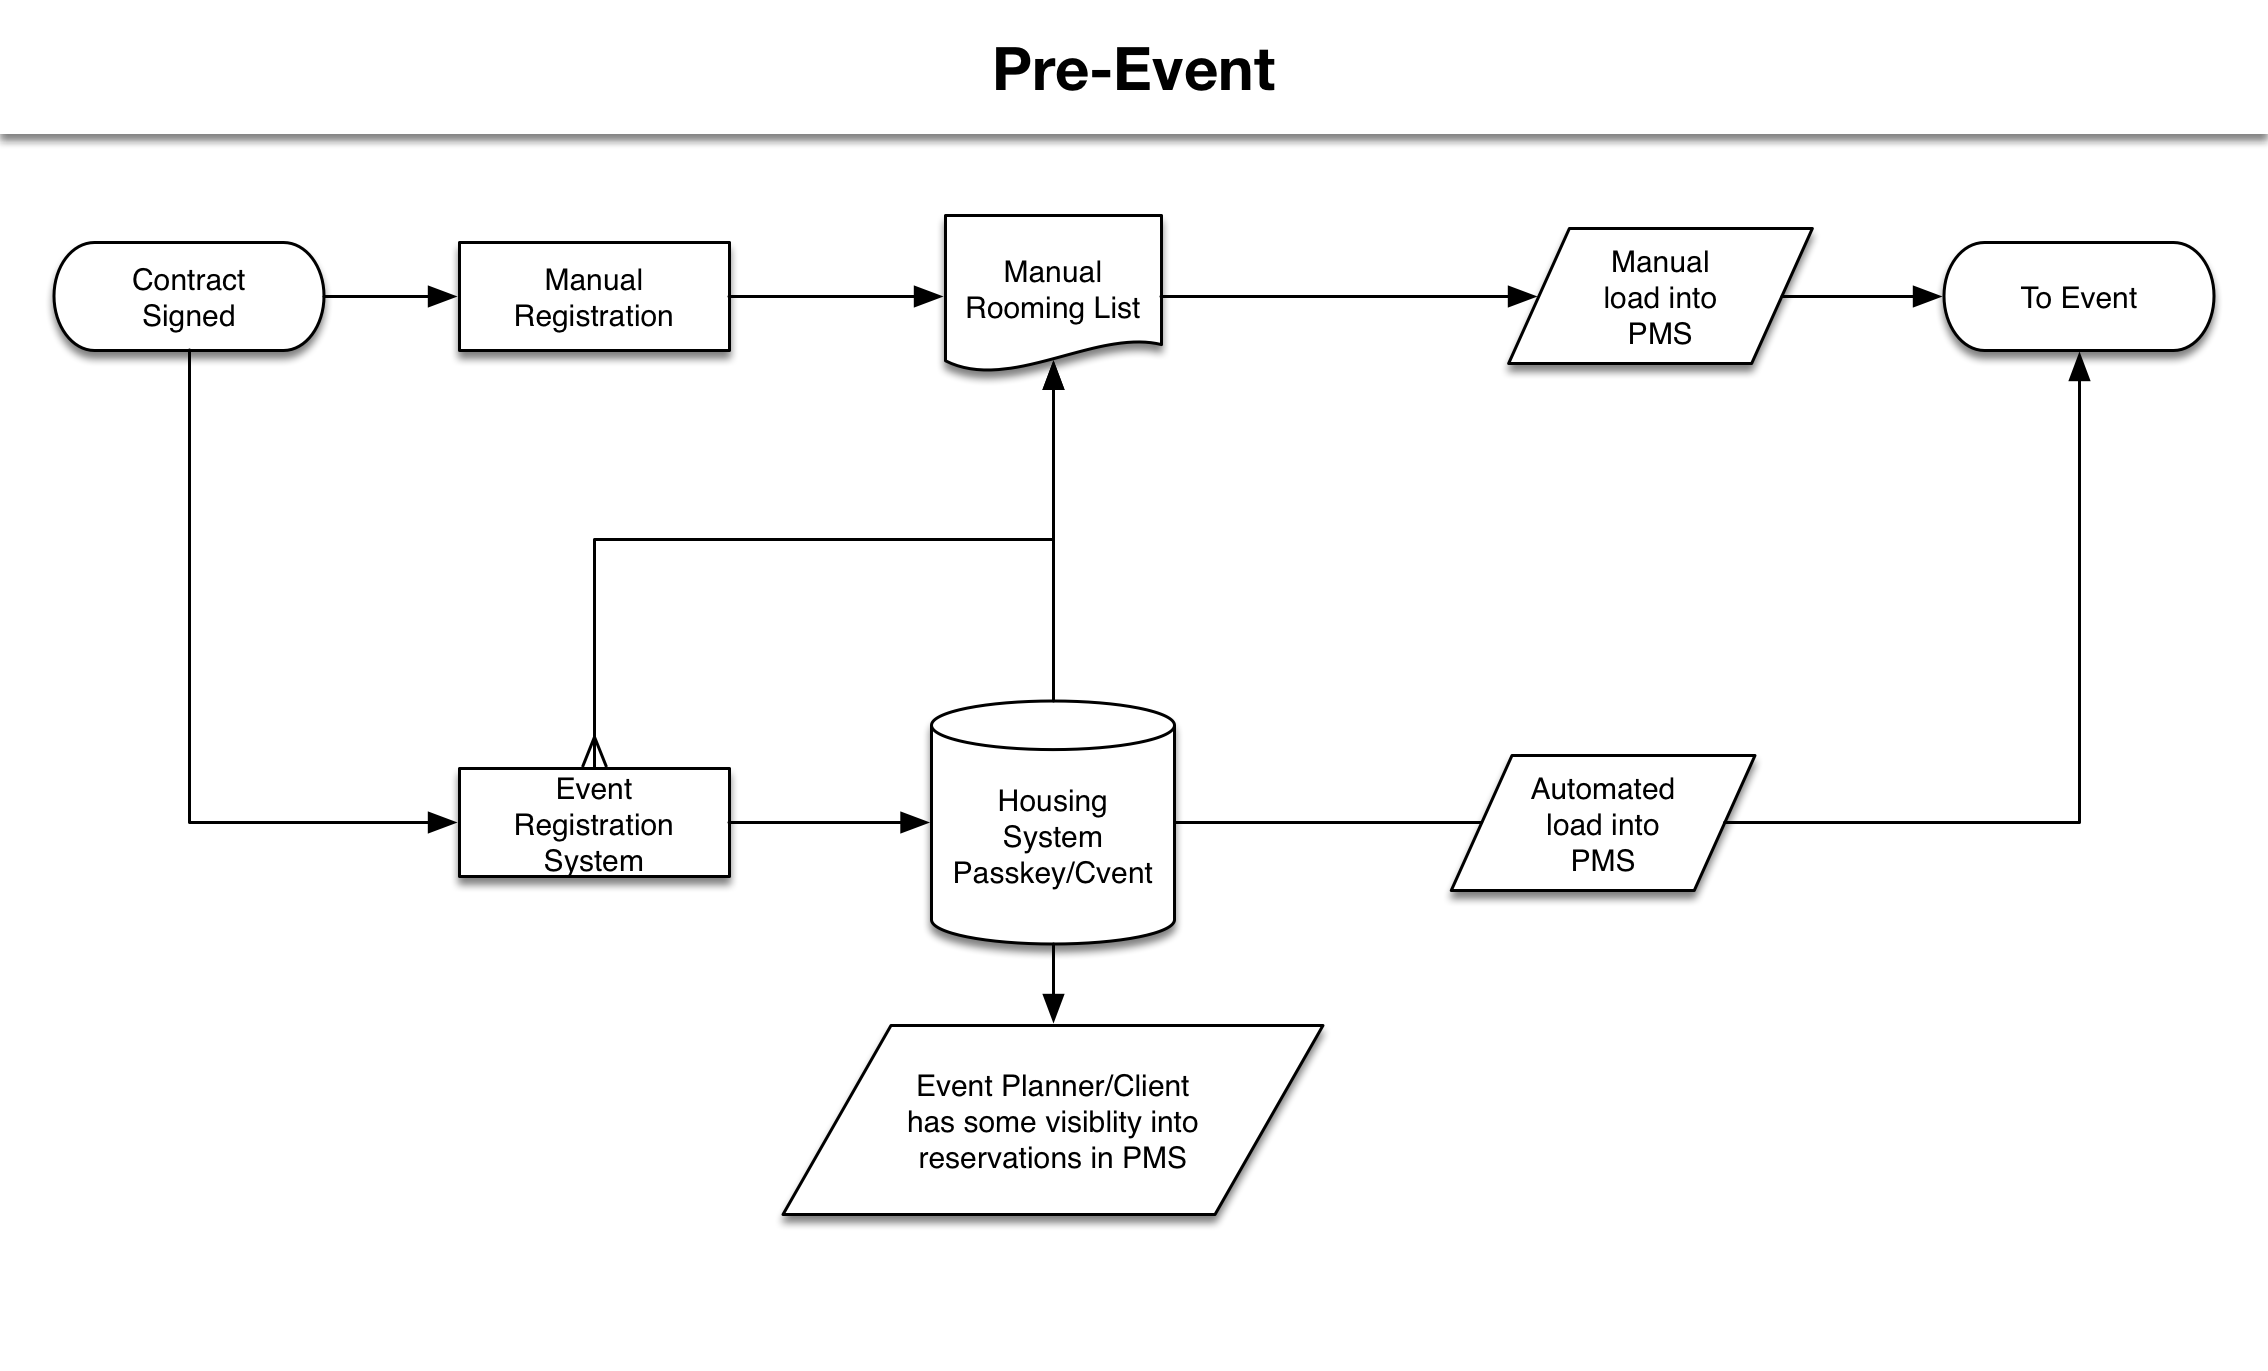 Pre-Event
Contract
Signed
Manual
Registration
Manual
Rooming List
Manual
load into
PMS
To Event
Event
Registration
System
Housing
System
Passkey/Cvent
Automated
load into
PMS
Event Planner/Client
has some visiblity into
reservations in PMS